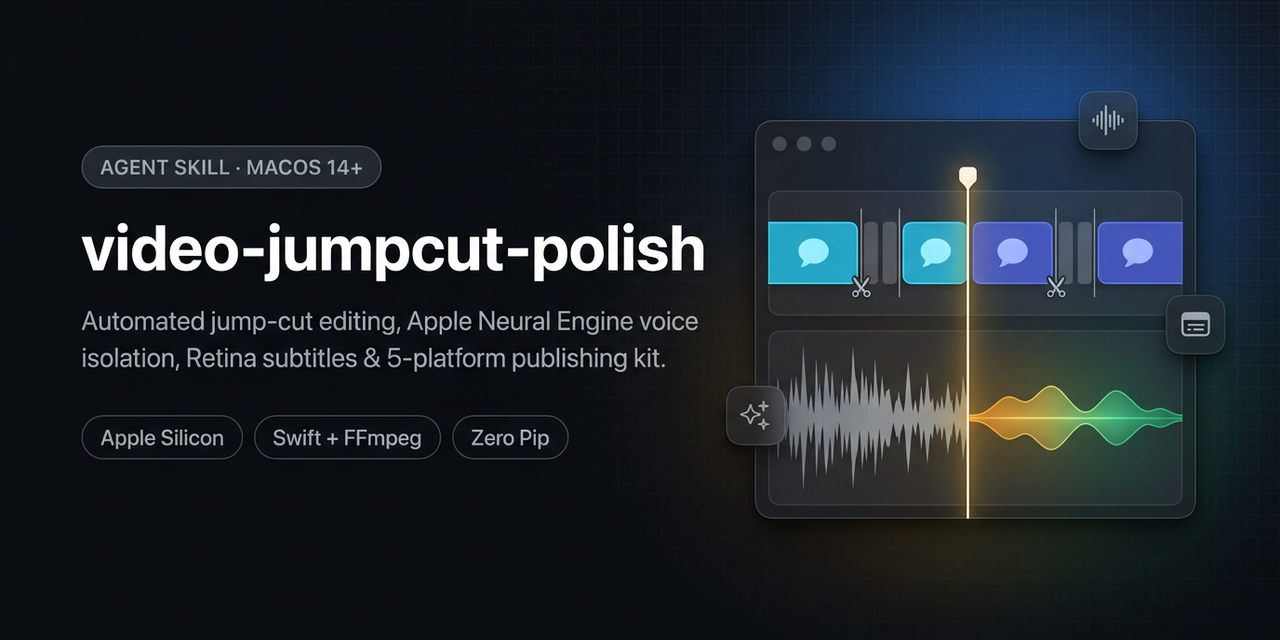 AGENT SKILL · MACOS 14+
video-jumpcut-polish
Automated jump-cut editing, Apple Neural Engine voice
isolation, Retina subtitles & 5-platform publishing kit.
Apple Silicon
Swift + FFmpeg
Zero Pip